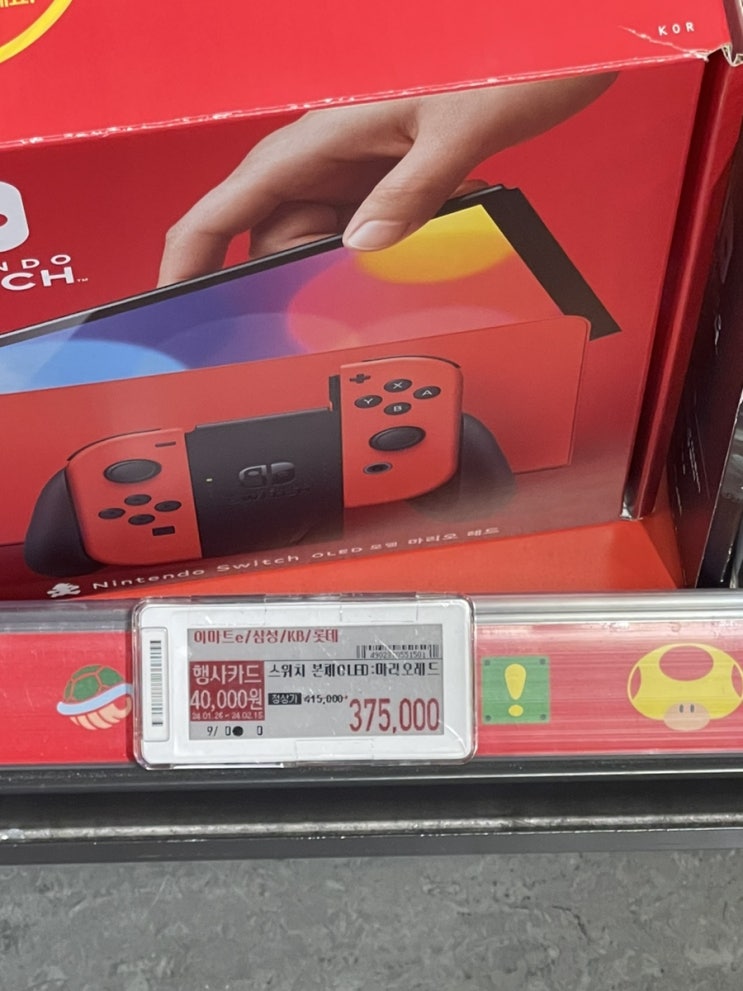 KOR
CH™
Y X A B
Nintendo Switch OLED 모델 마리오 레드
이마트e/삼성/KB/롯데
행사카드
스위치 본체OLED:마리오레드
40,000원
정상가 415,000
375,000
9/